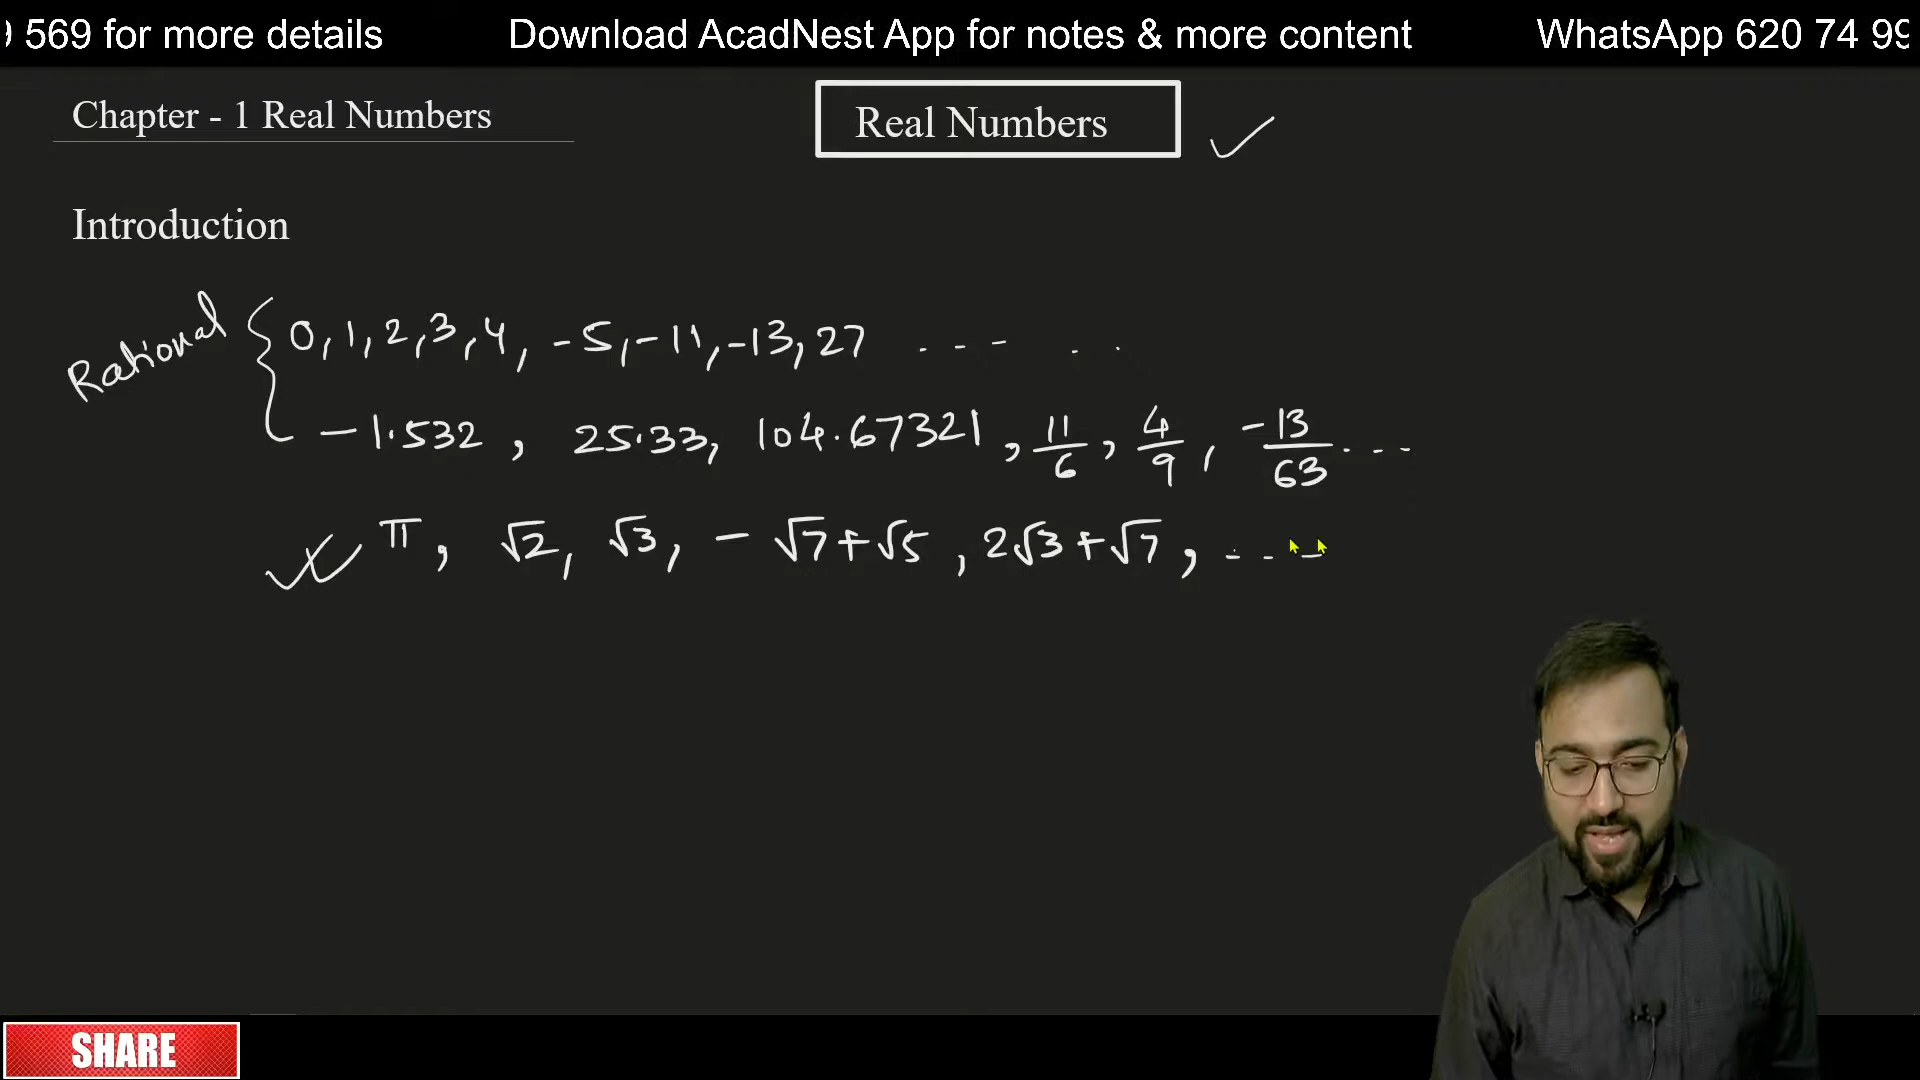 ) 569 for more details Download AcadNest App for notes & more content WhatsApp 620 74 99
Chapter - 1 Real Numbers
Real Numbers
Introduction
Rational { 0, 1, 2, 3, 4, -5, -11, -13, 27 ... ..
-1.532, 25.33, 104.67321, 11/6, 4/9, -13/63 ...
π, √2, √3, -√7+√5, 2√3+√7, ...
SHARE